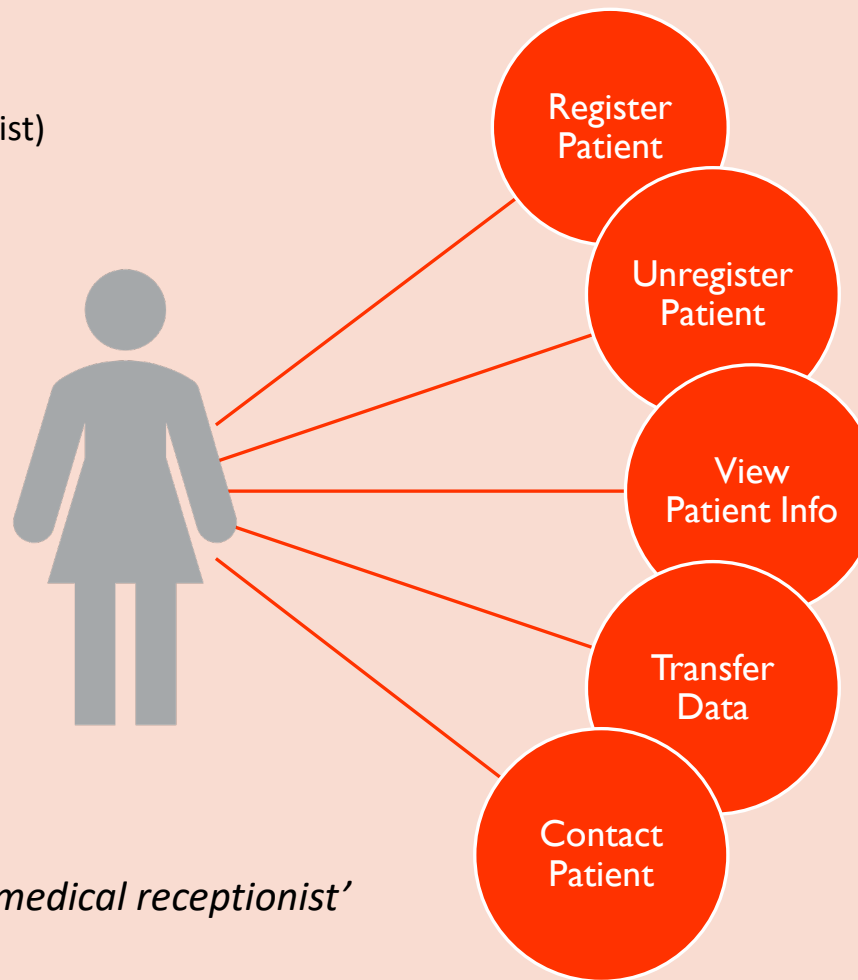 ist)
Register
Patient
Unregister
Patient
View
Patient Info
Transfer
Data
Contact
Patient
medical receptionist’